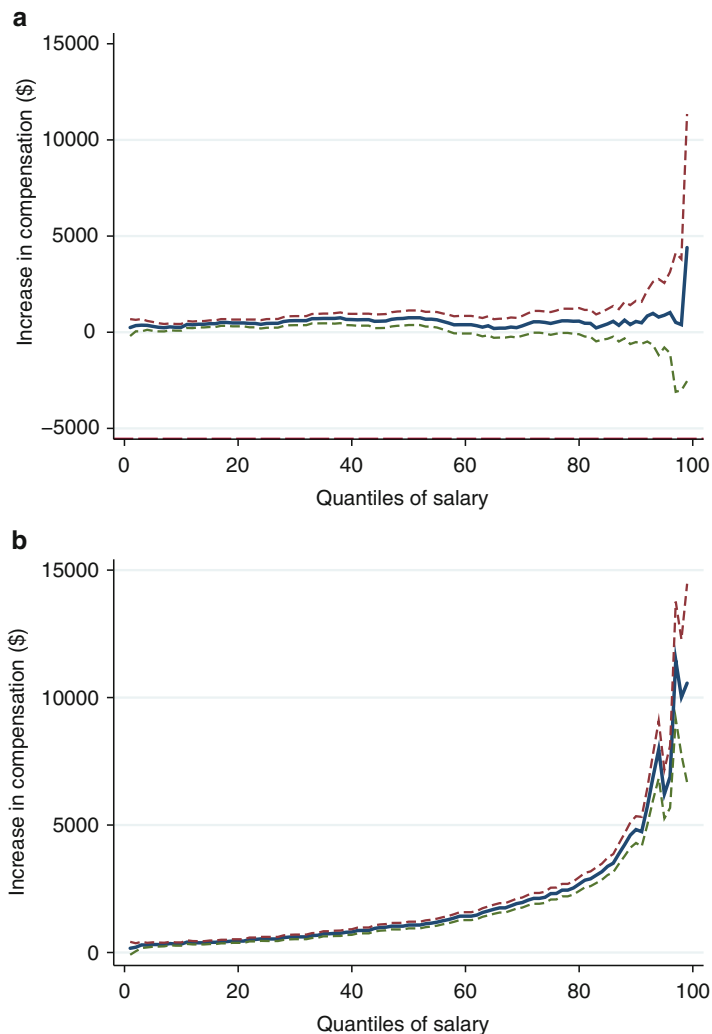 a
15000
10000
5000
0
−5000
Increase in compensation ($)
0 20 40 60 80 100
Quantiles of salary
b
15000
10000
5000
0
Increase in compensation ($)
0 20 40 60 80 100
Quantiles of salary